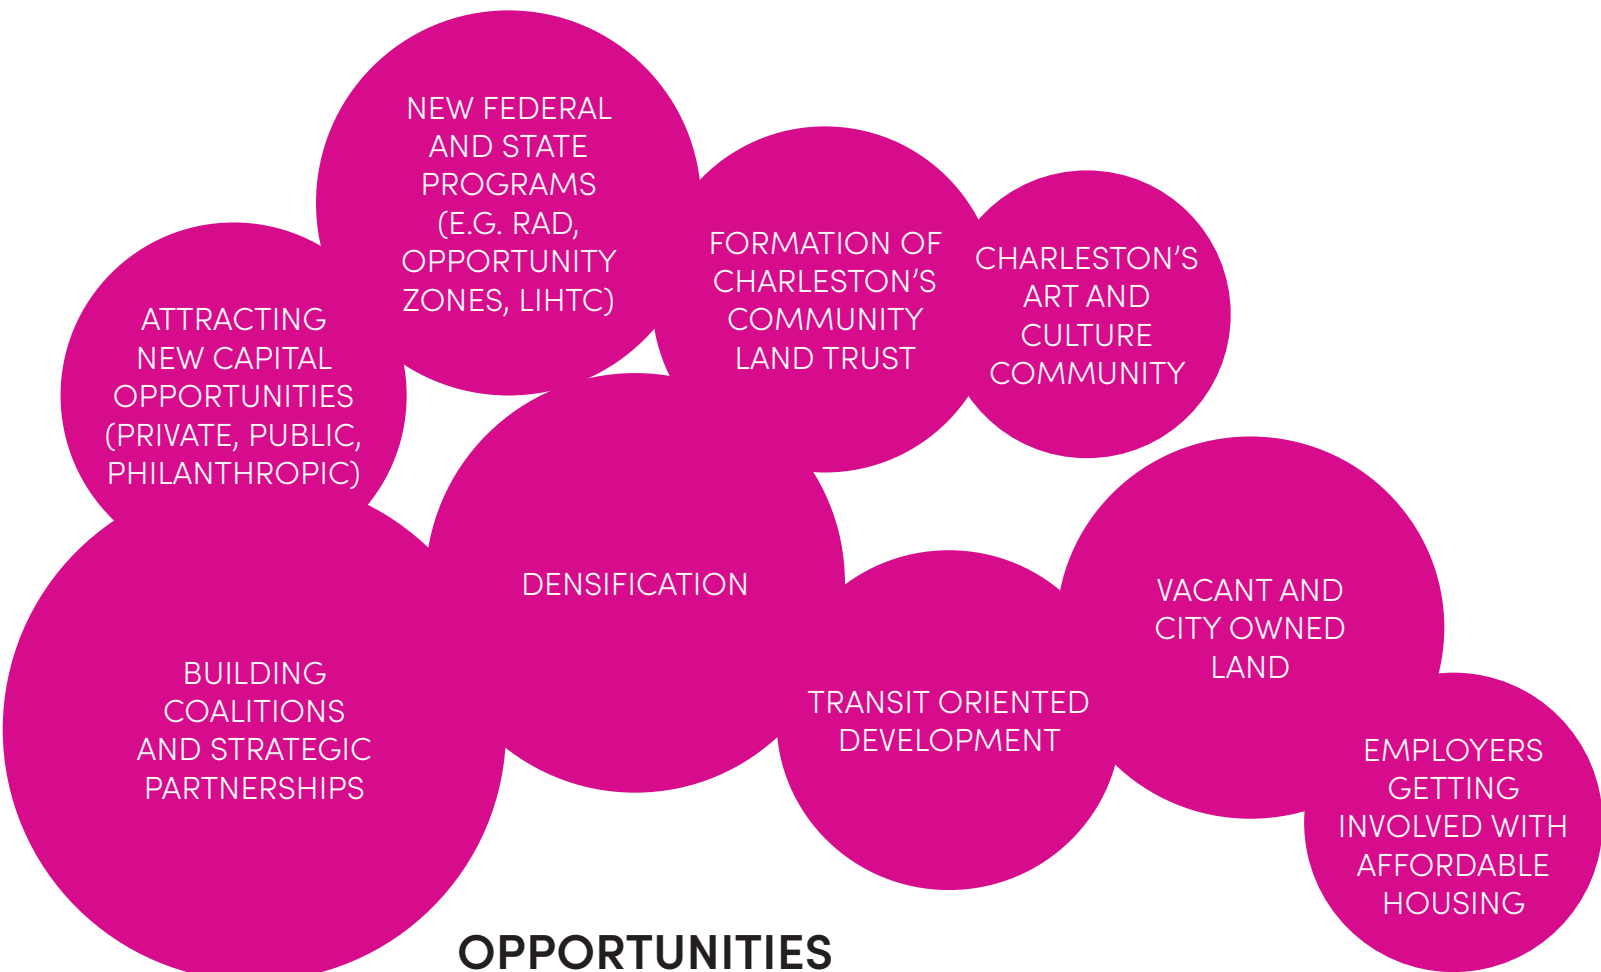 NEW FEDERAL
AND STATE
PROGRAMS
(E.G. RAD,
OPPORTUNITY
ZONES, LIHTC)
FORMATION OF
CHARLESTON'S
COMMUNITY
LAND TRUST
CHARLESTON'S
ART AND
CULTURE
COMMUNITY
ATTRACTING
NEW CAPITAL
OPPORTUNITIES
(PRIVATE, PUBLIC,
PHILANTHROPIC)
DENSIFICATION
VACANT AND
CITY OWNED
LAND
BUILDING
COALITIONS
AND STRATEGIC
PARTNERSHIPS
TRANSIT ORIENTED
DEVELOPMENT
EMPLOYERS
GETTING
INVOLVED WITH
AFFORDABLE
HOUSING
OPPORTUNITIES